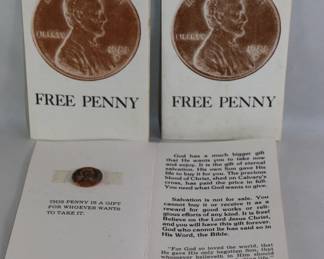 FREE PENNY
FREE PENNY
THIS PENNY IS A GIFT
FOR WHOEVER WANTS
TO TAKE IT.
God has a much bigger gift
that He wants you to take now
and enjoy. It is the gift of eternal
salvation. His own Son gave His
life to buy it for you. The precious
blood of Christ, shed on Calvary's
cross, has paid the price in full.
You need what God wants to give.
Salvation is not for sale. You
cannot buy it or receive it as a
reward for good works or reli-
gious efforts of any kind. It is free!
Believe on the Lord Jesus Christ,
and you will have this gift forever.
God who cannot lie has said so in
His Word, the Bible.
"For God so loved the world, that
He gave His only begotten Son, that
whosoever believeth in Him should